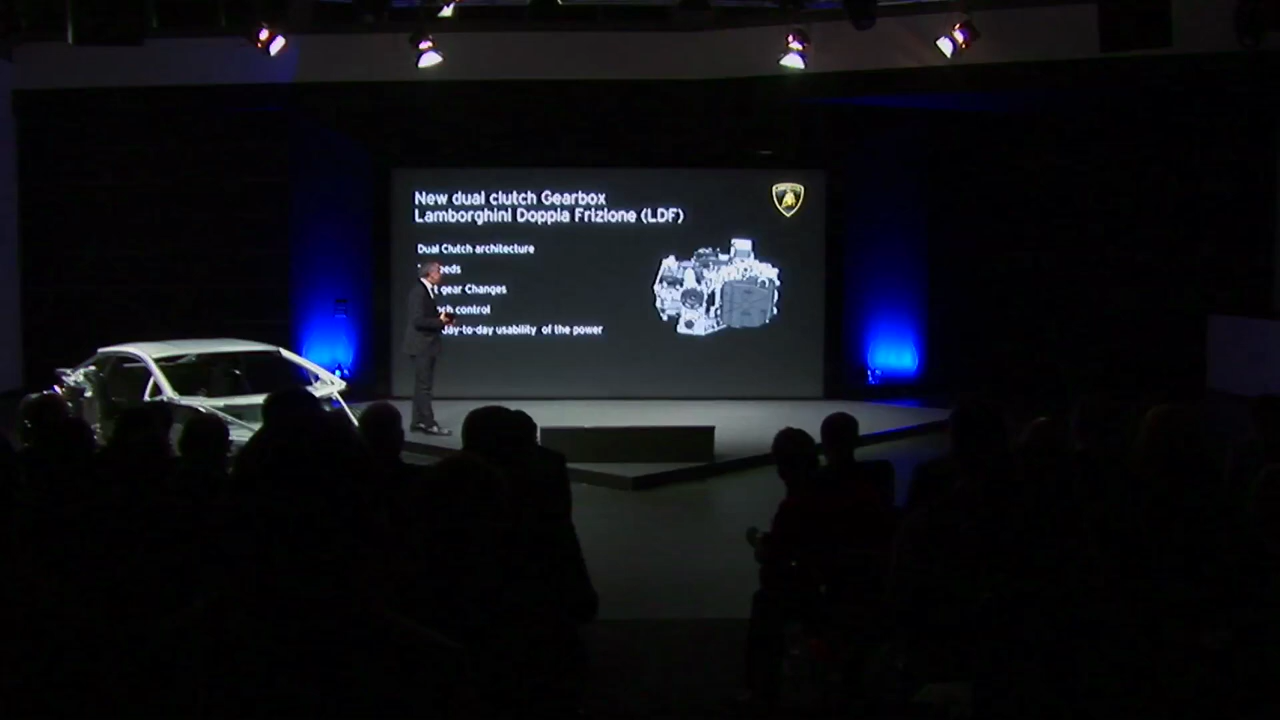 New dual clutch Gearbox
Lamborghini Doppia Frizione (LDF)
Dual Clutch architecture
gear Changes
control
day-to-day usability of the power